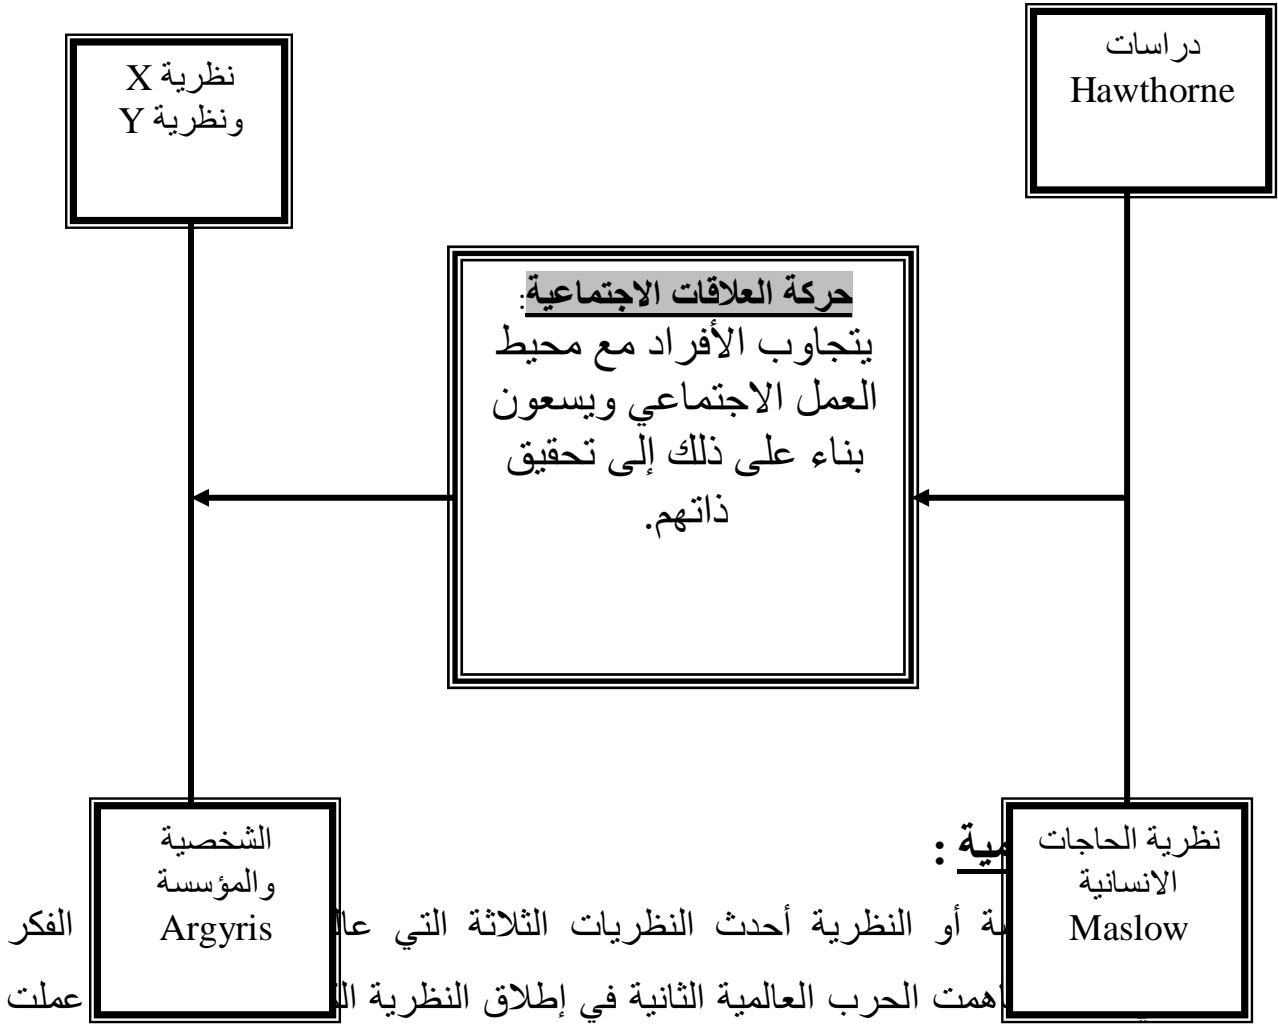 دراسات
Hawthorne
نظرية X
ونظرية Y
حركة العلاقات الاجتماعية:
يتجاوب الأفراد مع محيط
العمل الاجتماعي ويسعون
بناء على ذلك إلى تحقيق
ذاتهم.
نظرية الحاجات
الانسانية
Maslow
الشخصية
والمؤسسة
Argyris
:
أو النظرية أحدث النظريات الثلاثة التي الفكر
الحرب العالمية الثانية في إطلاق النظرية عملت